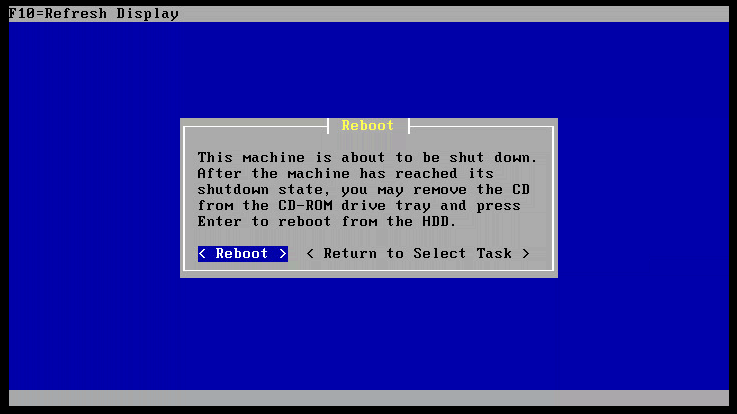 F10=Refresh Display
Reboot
This machine is about to be shut down.
After the machine has reached its
shutdown state, you may remove the CD
from the CD-ROM drive tray and press
Enter to reboot from the HDD.
< Reboot > < Return to Select Task >